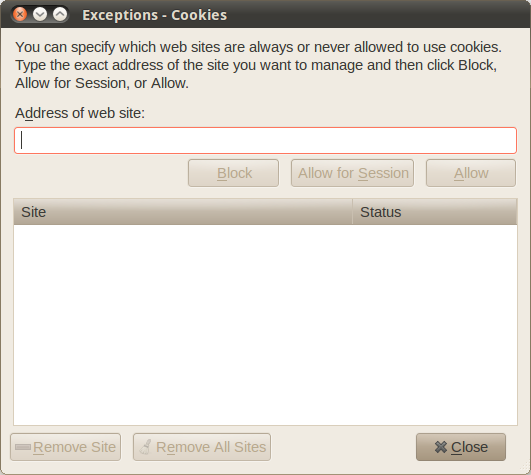 Exceptions - Cookies
You can specify which web sites are always or never allowed to use cookies.
Type the exact address of the site you want to manage and then click Block,
Allow for Session, or Allow.
Address of web site:
Block Allow for Session Allow
Site Status
Remove Site Remove All Sites Close